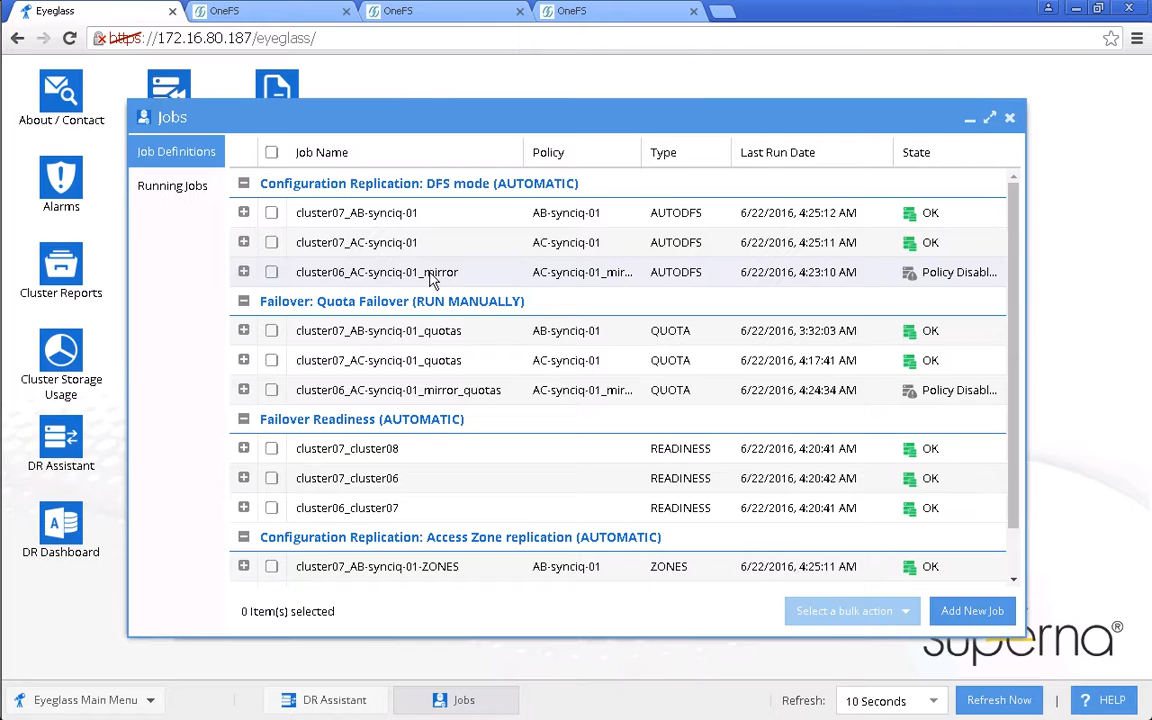 Eyeglass
OneFS
OneFS
OneFS
https://172.16.80.187/eyeglass/
About / Contact
Alarms
Cluster Reports
Cluster Storage
Usage
DR Assistant
DR Dashboard
Jobs
Job Definitions
Running Jobs
Job Name Policy Type Last Run Date State
Configuration Replication: DFS mode (AUTOMATIC)
cluster07_AB-synciq-01 AB-synciq-01 AUTODFS 6/22/2016, 4:25:12 AM OK
cluster07_AC-synciq-01 AC-synciq-01 AUTODFS 6/22/2016, 4:25:11 AM OK
cluster06_AC-synciq-01_mirror AC-synciq-01_mir... AUTODFS 6/22/2016, 4:23:10 AM Policy Disabl...
Failover: Quota Failover (RUN MANUALLY)
cluster07_AB-synciq-01_quotas AB-synciq-01 QUOTA 6/22/2016, 3:32:03 AM OK
cluster07_AC-synciq-01_quotas AC-synciq-01 QUOTA 6/22/2016, 4:17:41 AM OK
cluster06_AC-synciq-01_mirror_quotas AC-synciq-01_mir... QUOTA 6/22/2016, 4:24:34 AM Policy Disabl...
Failover Readiness (AUTOMATIC)
cluster07_cluster08 READINESS 6/22/2016, 4:20:41 AM OK
cluster07_cluster06 READINESS 6/22/2016, 4:20:42 AM OK
cluster06_cluster07 READINESS 6/22/2016, 4:20:41 AM OK
Configuration Replication: Access Zone replication (AUTOMATIC)
cluster07_AB-synciq-01-ZONES AB-synciq-01 ZONES 6/22/2016, 4:25:11 AM OK
0 Item(s) selected
Select a bulk action
Add New Job
superna®
Eyeglass Main Menu
DR Assistant
Jobs
Refresh:
10 Seconds
Refresh Now
HELP